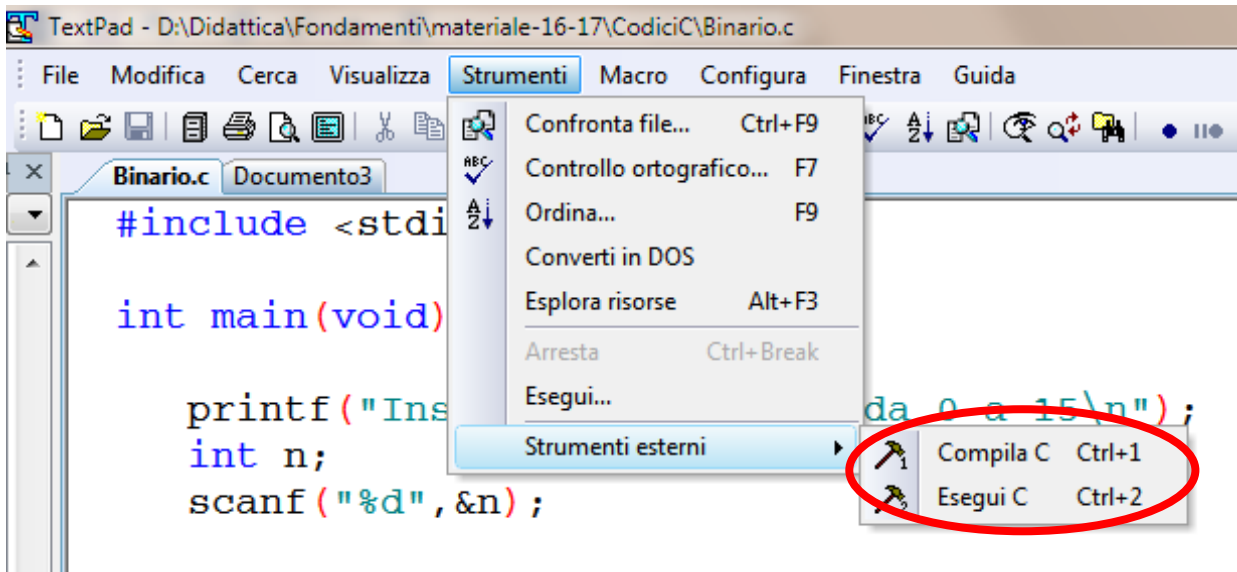 TextPad - D:\Didattica\Fondamenti\materiale-16-17\CodiciC\Binario.c
File Modifica Cerca Visualizza Strumenti Macro Configura Finestra Guida
Binario.c Documento3
Confronta file... Ctrl+F9
Controllo ortografico... F7
Ordina... F9
Converti in DOS
Esplora risorse Alt+F3
Arresta Ctrl+Break
Esegui...
Strumenti esterni
Compila C Ctrl+1
Esegui C Ctrl+2
#include <stdi
int main(void)
printf("Ins da 0 a 15\n");
int n;
scanf("%d",&n);